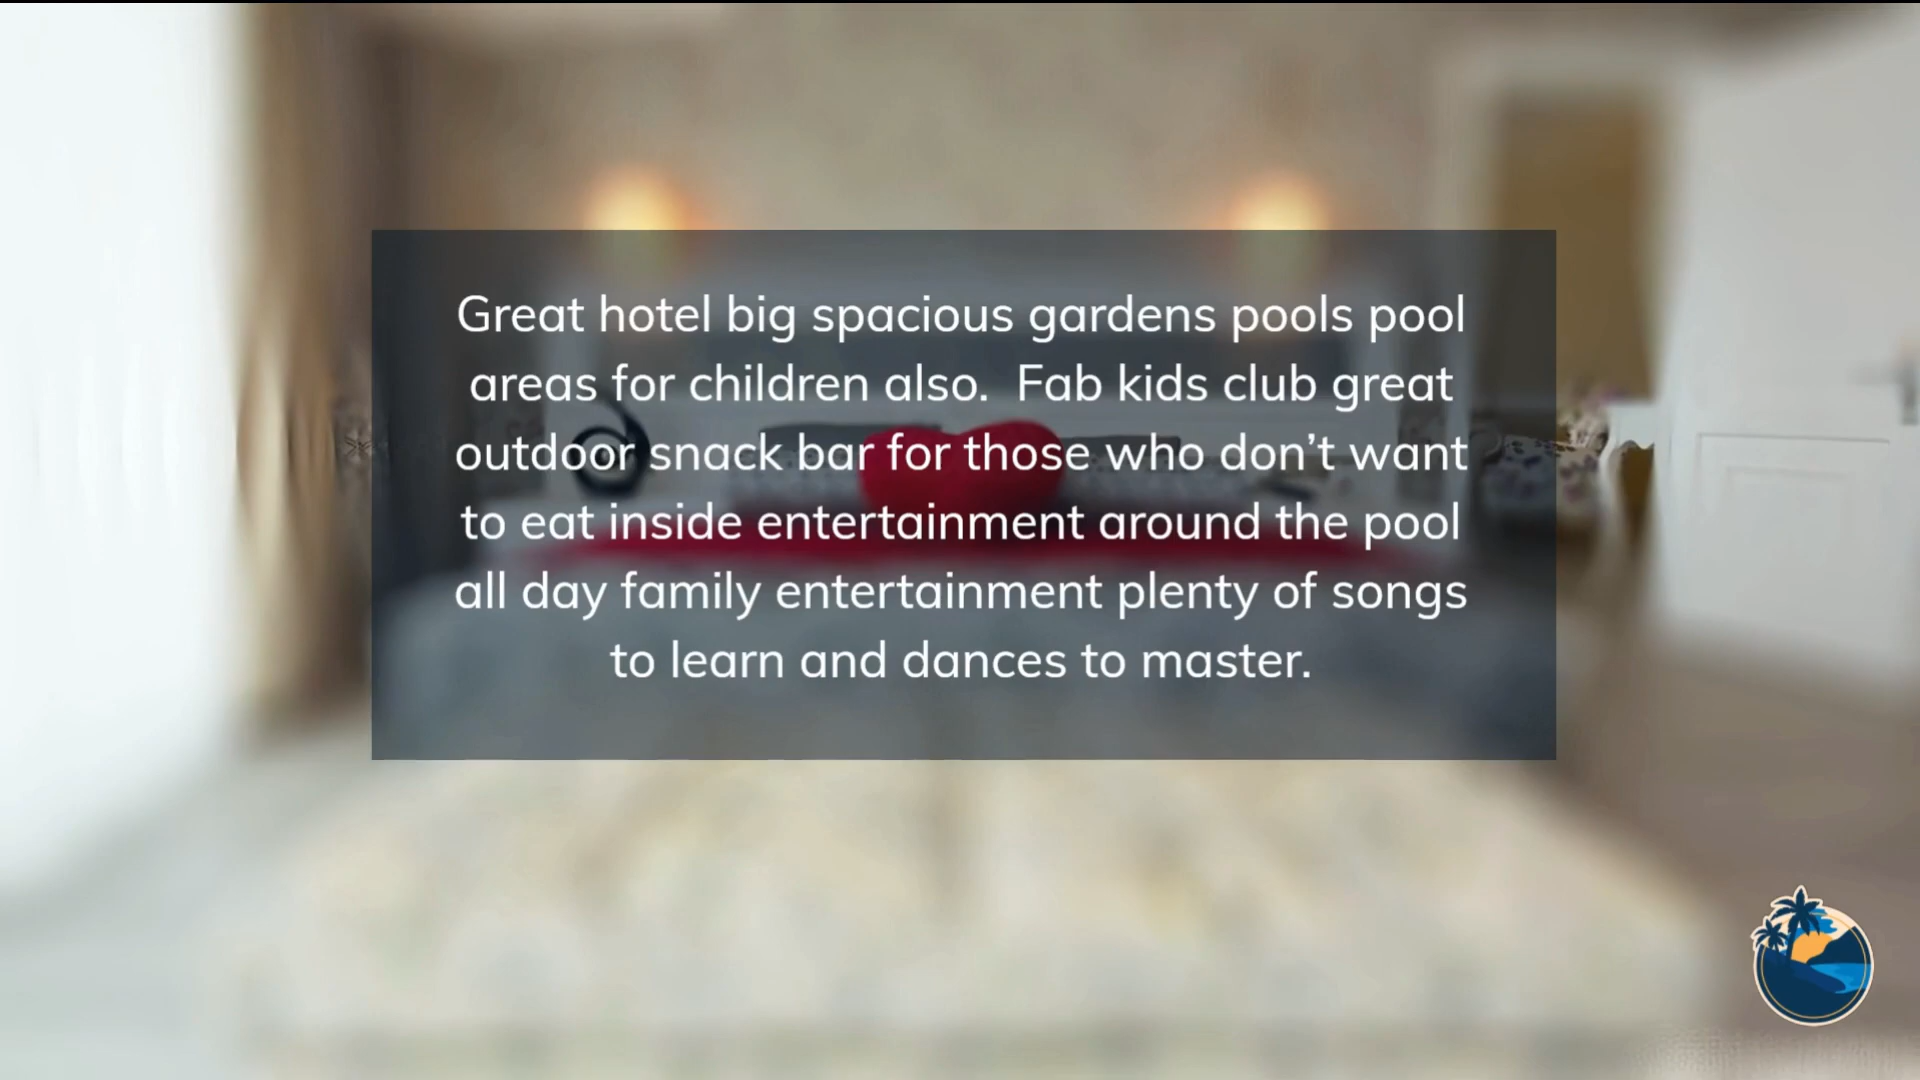 Great hotel big spacious gardens pools pool
areas for children also.  Fab kids club great
outdoor snack bar for those who don’t want
to eat inside entertainment around the pool
all day family entertainment plenty of songs
to learn and dances to master.